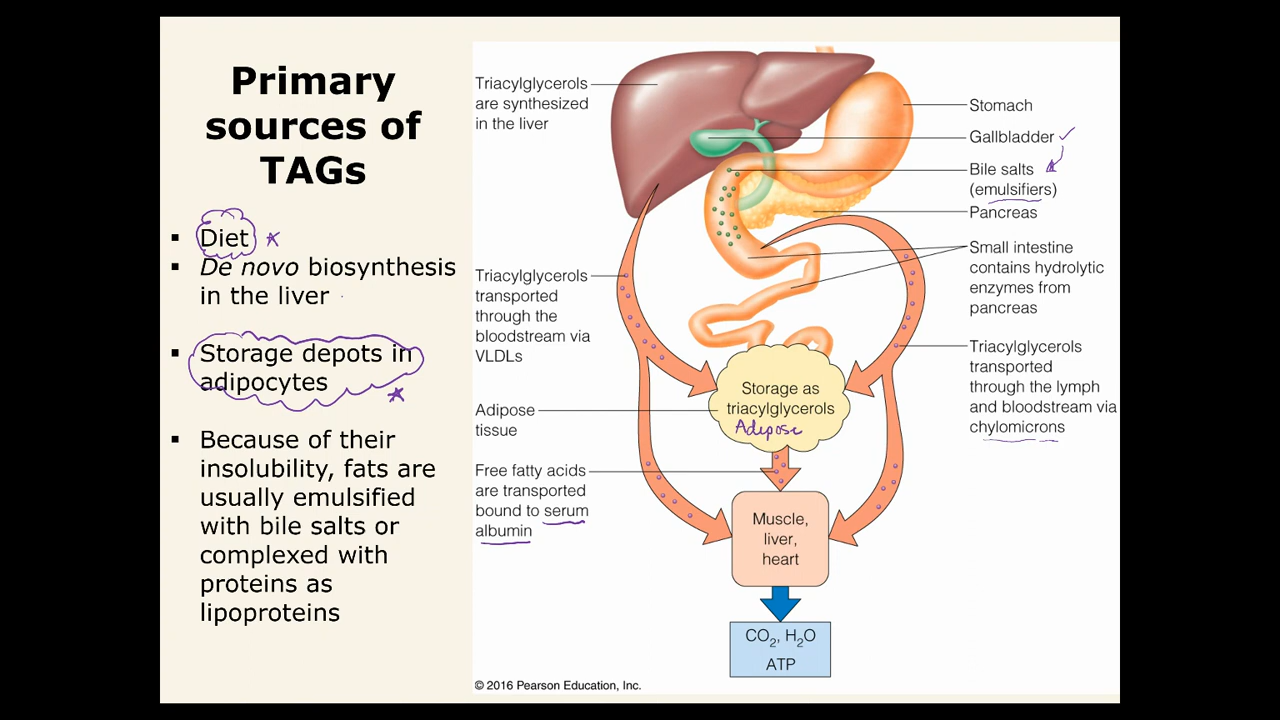 Primary
sources of
TAGs
▪ Diet
▪ De novo biosynthesis
in the liver
▪ Storage depots in
adipocytes
▪ Because of their
insolubility, fats are
usually emulsified
with bile salts or
complexed with
proteins as
lipoproteins
Triacylglycerols
are synthesized
in the liver
Triacylglycerols
transported
through the
bloodstream via
VLDLs
Adipose
tissue
Free fatty acids
are transported
bound to serum
albumin
Stomach
Gallbladder
Bile salts
(emulsifiers)
Pancreas
Small intestine
contains hydrolytic
enzymes from
pancreas
Triacylglycerols
transported
through the lymph
and bloodstream via
chylomicrons
Storage as
triacylglycerols
Adipose
Muscle,
liver,
heart
CO₂, H₂O
ATP
© 2016 Pearson Education, Inc.